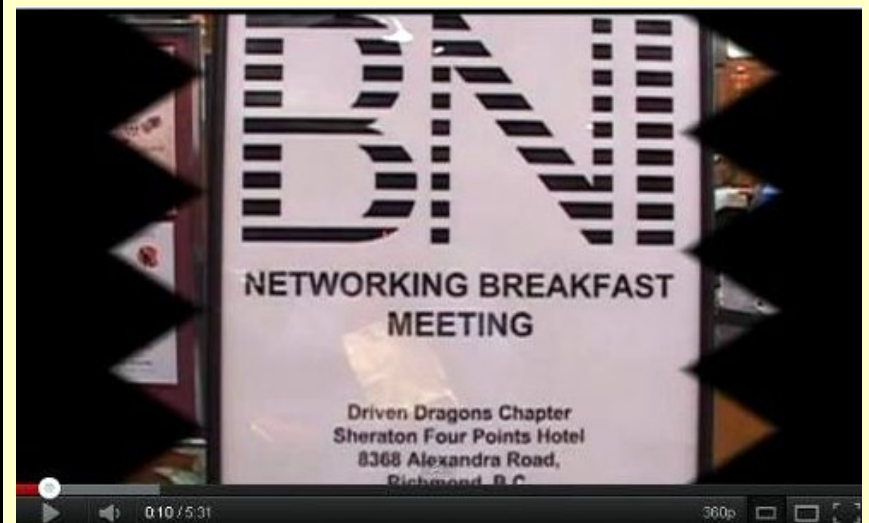 BNI
NETWORKING BREAKFAST
MEETING
Driven Dragons Chapter
Sheraton Four Points Hotel
8368 Alexandra Road,
Richmond, B.C.
0:10 / 5:31
360p